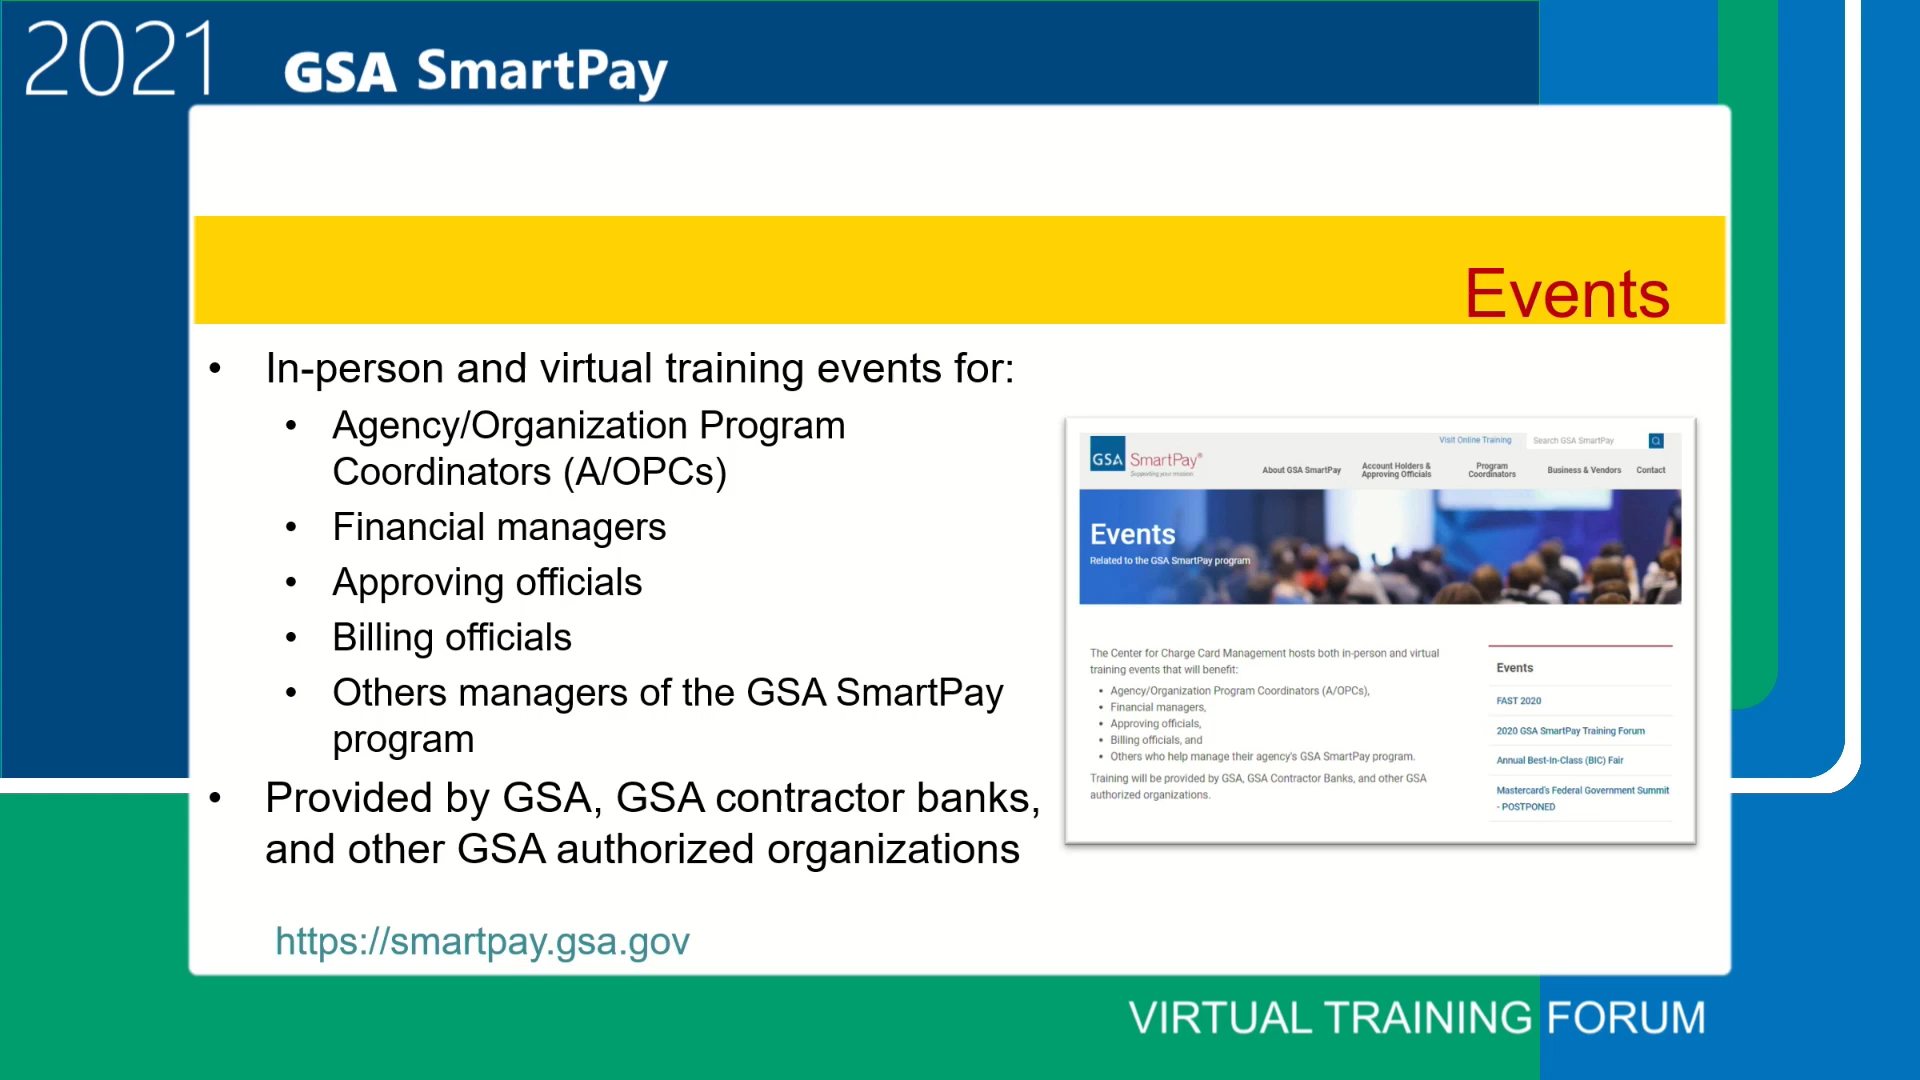 2021 GSA SmartPay
Events
• In-person and virtual training events for:
• Agency/Organization Program
Coordinators (A/OPCs)
• Financial managers
• Approving officials
• Billing officials
• Others managers of the GSA SmartPay
program
• Provided by GSA, GSA contractor banks,
and other GSA authorized organizations
https://smartpay.gsa.gov
Visit Online Training Search GSA SmartPay
GSA SmartPay®
Supporting your mission.
About GSA SmartPay
Account Holders &
Approving Officials
Program
Coordinators
Business & Vendors
Contact
Events
Related to the GSA SmartPay program
The Center for Charge Card Management hosts both in-person and virtual
training events that will benefit:
• Agency/Organization Program Coordinators (A/OPCs),
• Financial managers,
• Approving officials,
• Billing officials, and
• Others who help manage their agency's GSA SmartPay program.
Training will be provided by GSA, GSA Contractor Banks, and other GSA
authorized organizations.
Events
FAST 2020
2020 GSA SmartPay Training Forum
Annual Best-In-Class (BIC) Fair
Mastercard's Federal Government Summit
- POSTPONED
VIRTUAL TRAINING FORUM